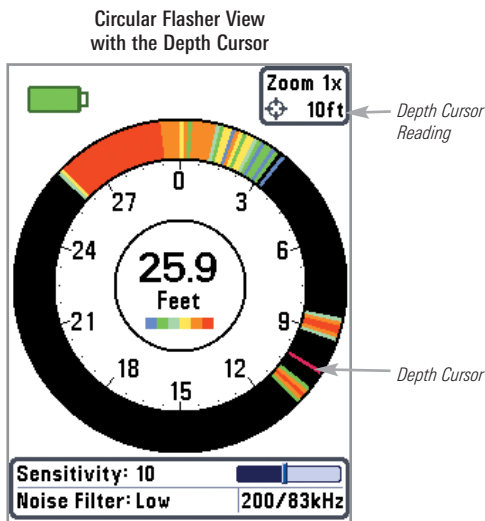 Circular Flasher View
with the Depth Cursor
Zoom 1x
10ft
Depth Cursor
Reading
0
3
6
9
12
15
18
21
24
27
25.9
Feet
Depth Cursor
Sensitivity: 10
Noise Filter: Low
200/83kHz